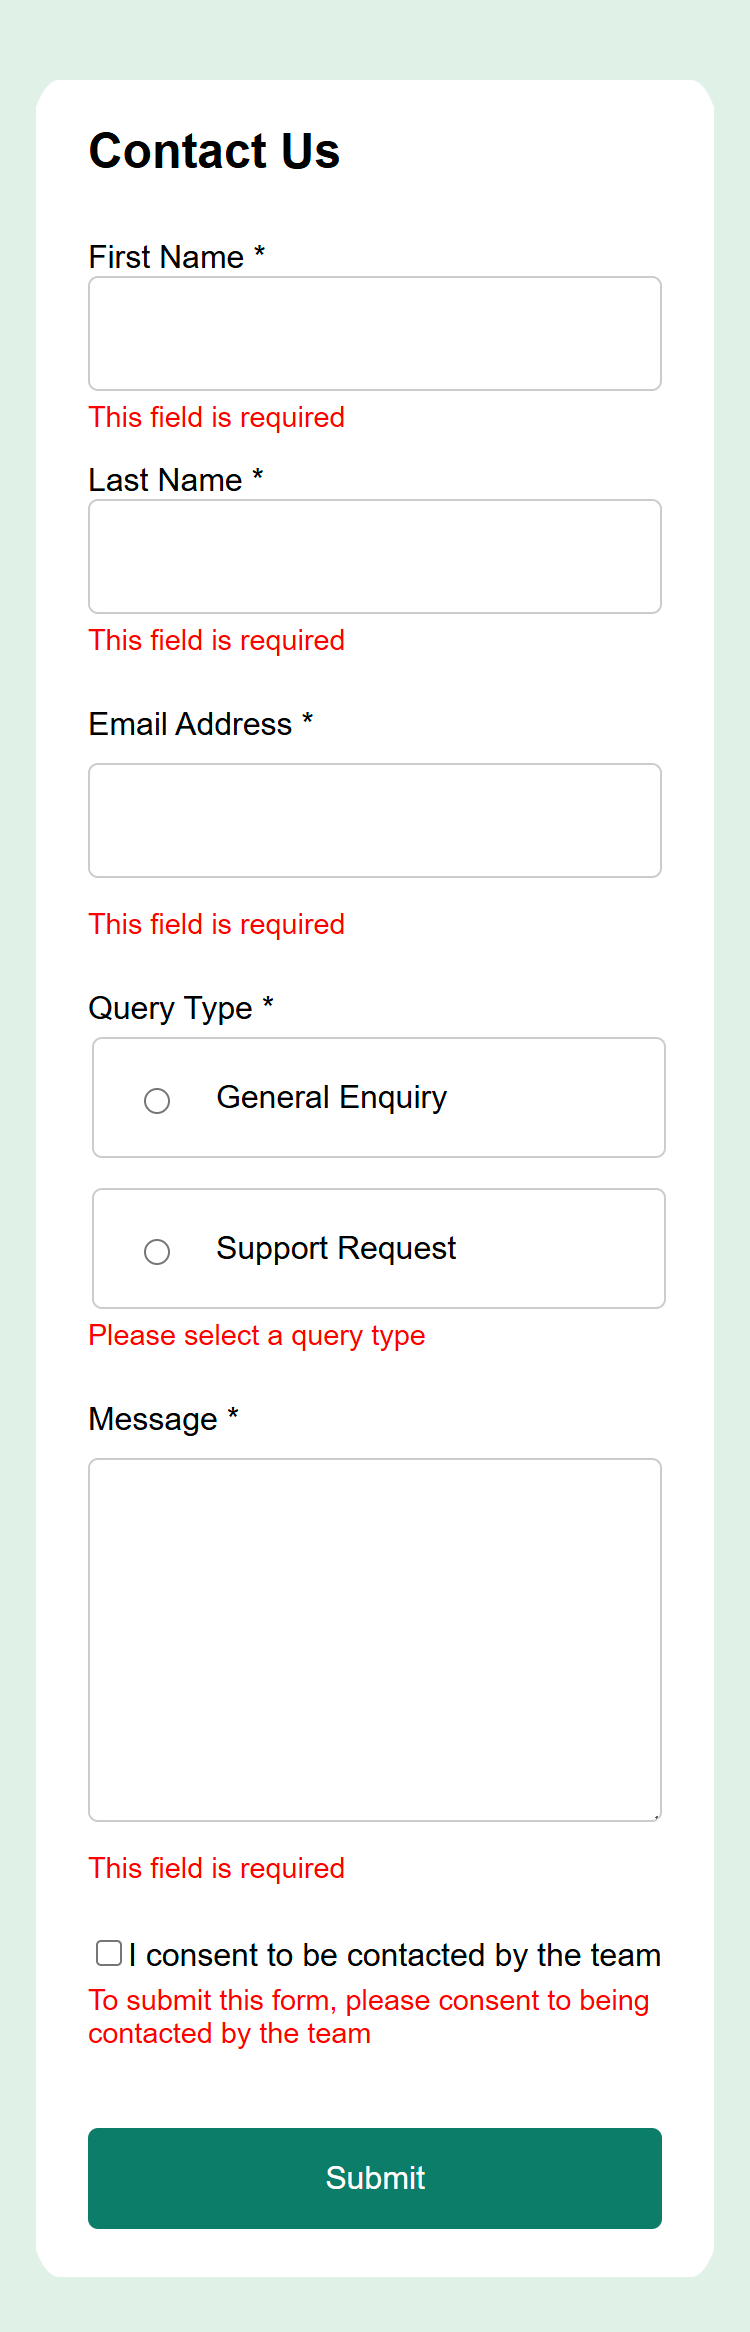 Contact Us
First Name *
This field is required
Last Name *
This field is required
Email Address *
This field is required
Query Type *
General Enquiry
Support Request
Please select a query type
Message *
This field is required
I consent to be contacted by the team
To submit this form, please consent to being
contacted by the team
Submit